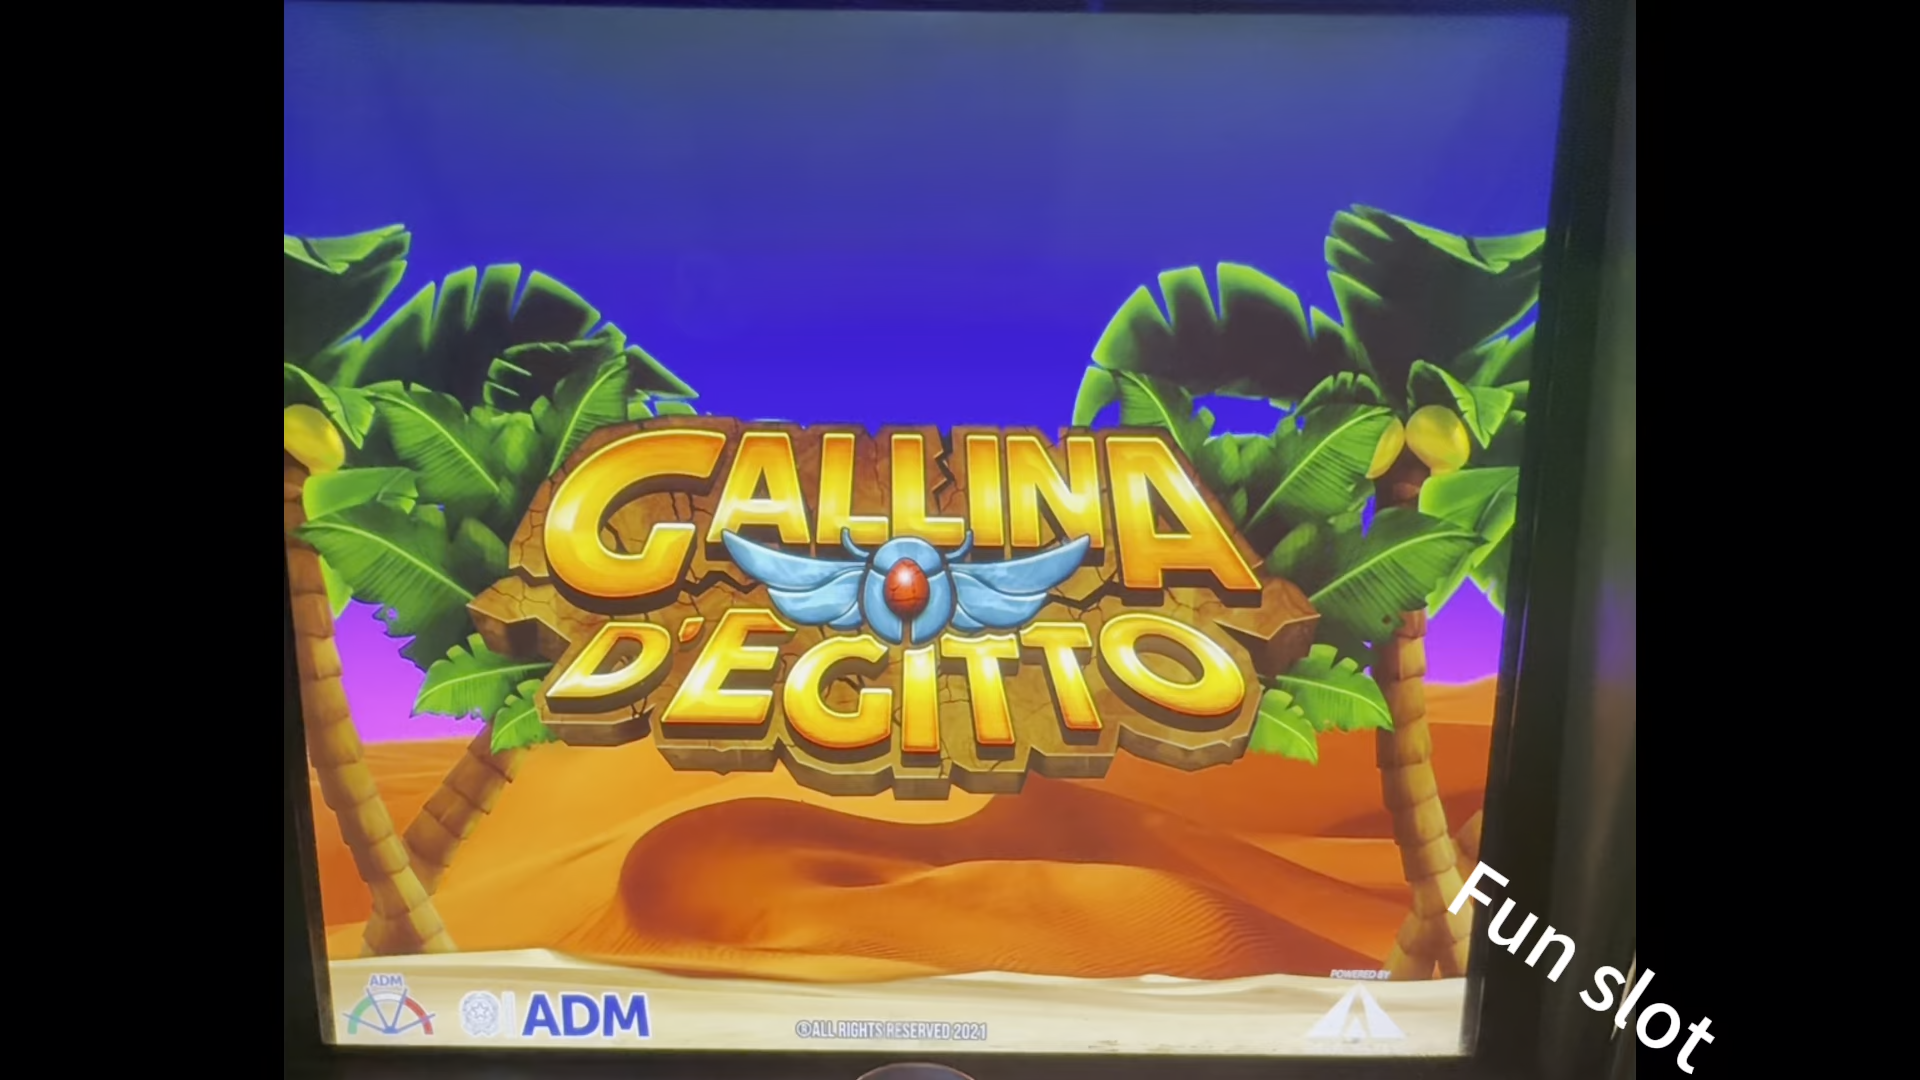 GALLINA
D'EGITTO
ADM
ADM
®ALL RIGHTS RESERVED 2021
POWERED BY
Fun slot